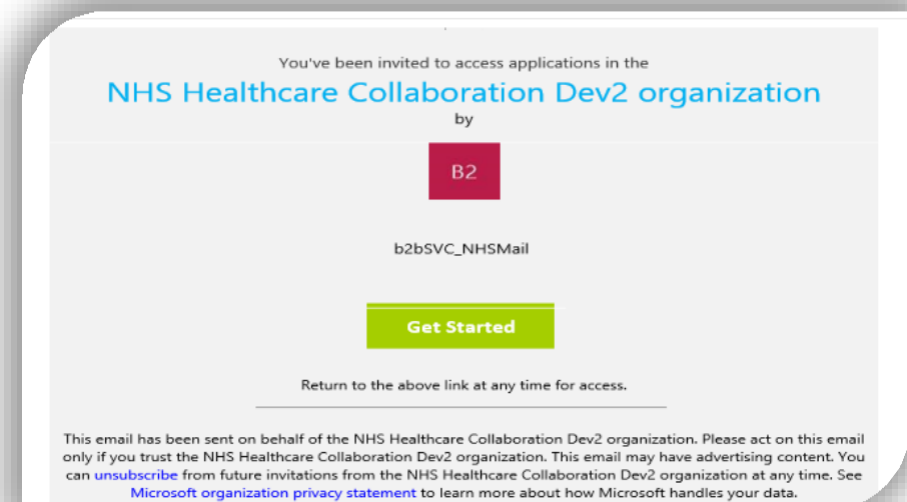 You've been invited to access applications in the
NHS Healthcare Collaboration Dev2 organization
by
B2
b2bSVC_NHSMail
Get Started
Return to the above link at any time for access.
This email has been sent on behalf of the NHS Healthcare Collaboration Dev2 organization. Please act on this email
only if you trust the NHS Healthcare Collaboration Dev2 organization. This email may have advertising content. You
can unsubscribe from future invitations from the NHS Healthcare Collaboration Dev2 organization at any time. See
Microsoft organization privacy statement to learn more about how Microsoft handles your data.